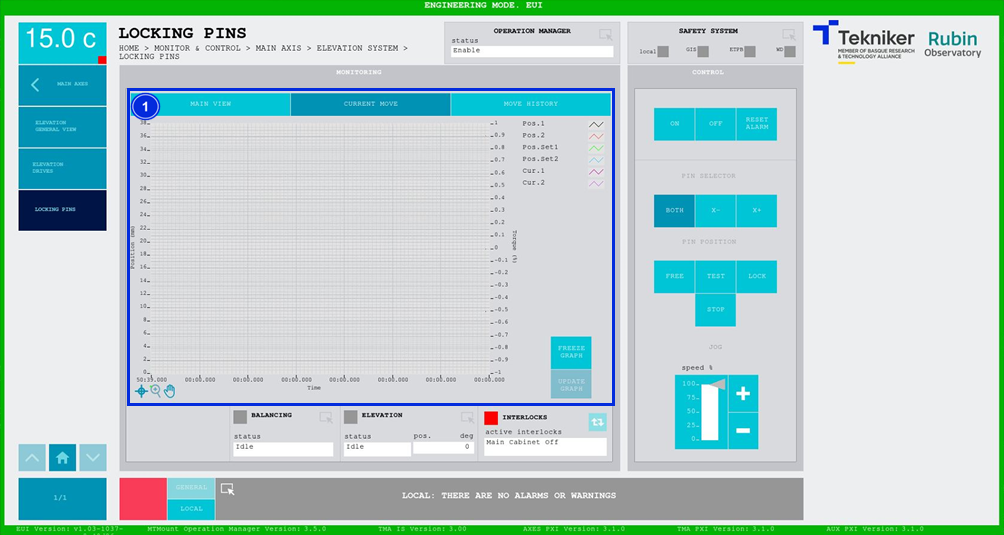 ENGINEERING MODE. EUI
15.0 c
LOCKING PINS
HOME > MONITOR & CONTROL > MAIN AXIS > ELEVATION SYSTEM >
LOCKING PINS
OPERATION MANAGER
status
Enable
SAFETY SYSTEM
local
GIS
ETPB
WD
Tekniker
MEMBER OF BASQUE RESEARCH
& TECHNOLOGY ALLIANCE
Rubin
Observatory
MAIN AXES
ELEVATION
GENERAL VIEW
ELEVATION
DRIVES
LOCKING PINS
MONITORING
1
MAIN VIEW
CURRENT MOVE
MOVE HISTORY
38
36
34
32
30
28
26
24
22
20
18
16
14
12
10
8
6
4
2
0
Position (mm)
1
0.9
0.8
0.7
0.6
0.5
0.4
0.3
0.2
0.1
0
-0.1
-0.2
-0.3
-0.4
-0.5
-0.6
-0.7
-0.8
-0.9
-1
Torque (%)
00:00.000 00:00.000 00:00.000 00:00.000 00:00.000 00:00.000 00:00.000
Time
Pos.1
Pos.2
Pos.Set1
Pos.Set2
Cur.1
Cur.2
FREEZE
GRAPH
UPDATE
GRAPH
BALANCING
status
Idle
ELEVATION
status pos. deg
Idle 0
INTERLOCKS
active interlocks
Main Cabinet Off
CONTROL
ON
OFF
RESET
ALARM
PIN SELECTOR
BOTH
X-
X+
PIN POSITION
FREE
TEST
LOCK
STOP
JOG
speed %
100
75
50
25
0
1/1
GENERAL
LOCAL
LOCAL: THERE ARE NO ALARMS OR WARNINGS
EUI Version: v1.03-1037-
MTMount Operation Manager Version: 3.5.0
TMA IS Version: 3.00
AXES PXI Version: 3.1.0
TMA PXI Version: 3.1.0
AUX PXI Version: 3.1.0